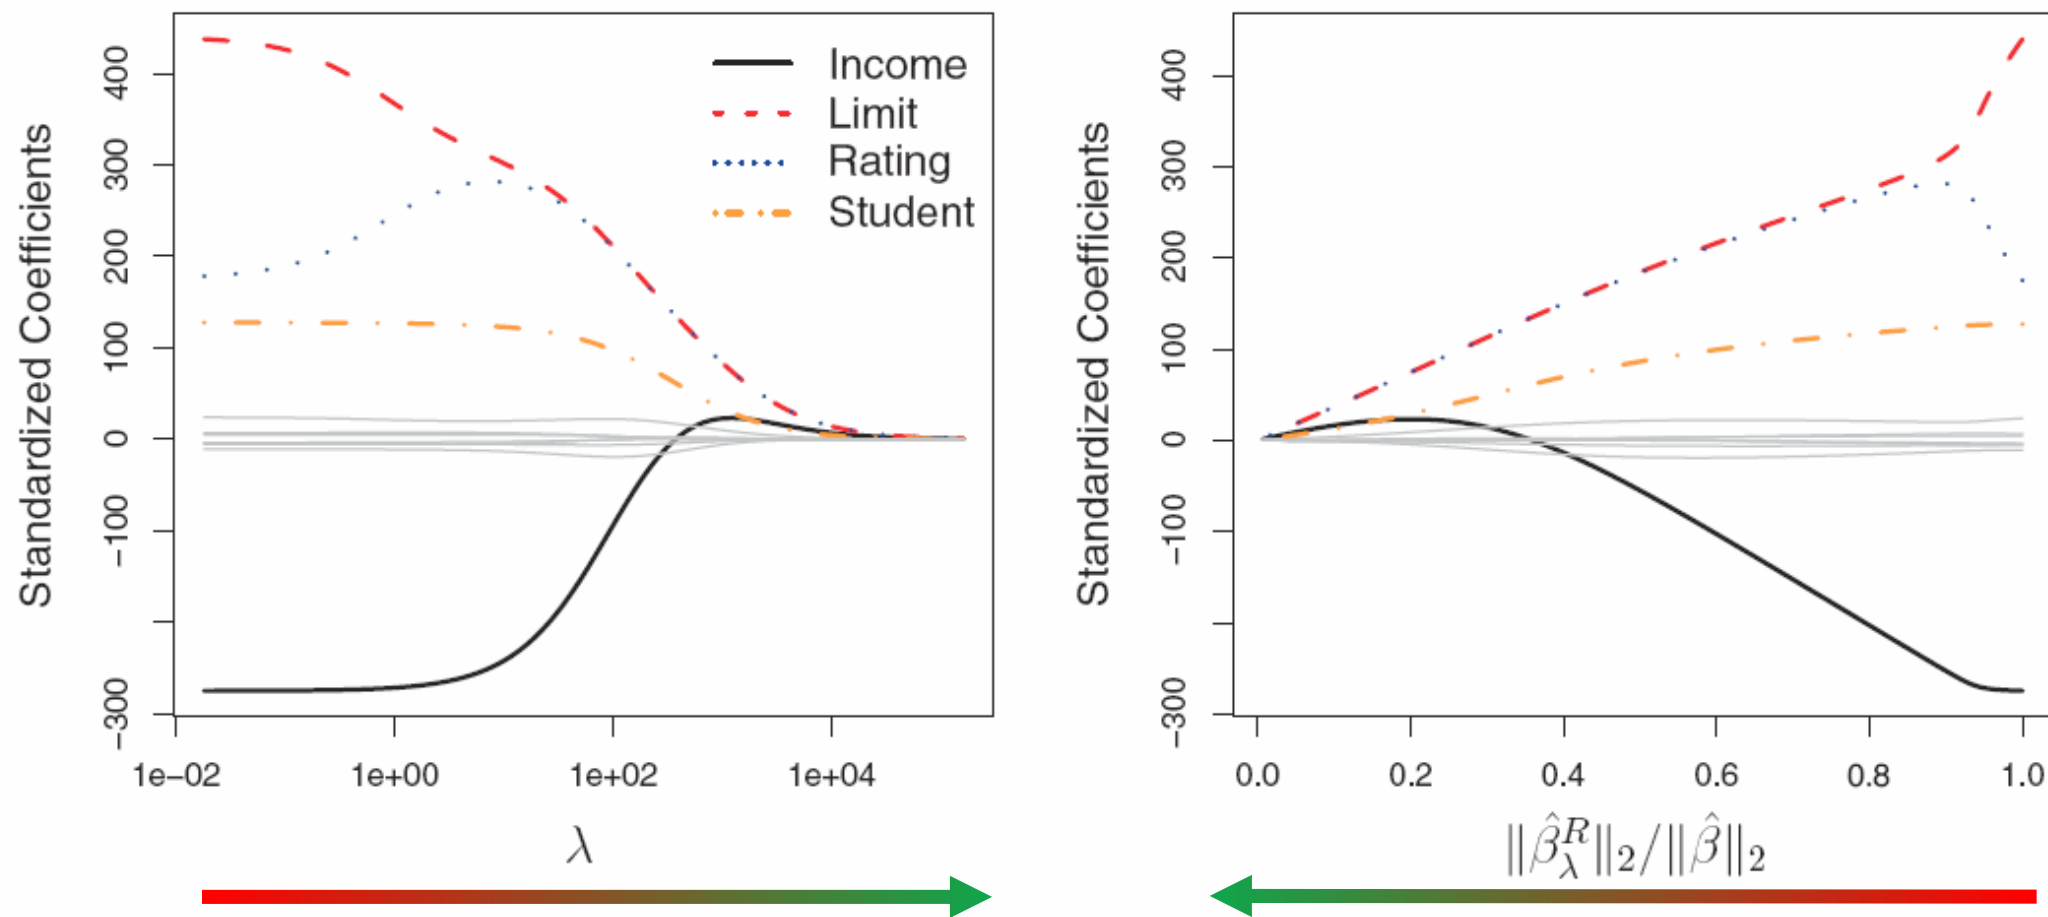 Standardized Coefficients
400
300
200
100
0
−100
−300
Income
Limit
Rating
Student
1e−02 1e+00 1e+02 1e+04
λ
Standardized Coefficients
400
300
200
100
0
−100
−300
0.0 0.2 0.4 0.6 0.8 1.0
‖β̂^R_λ‖₂/‖β̂‖₂